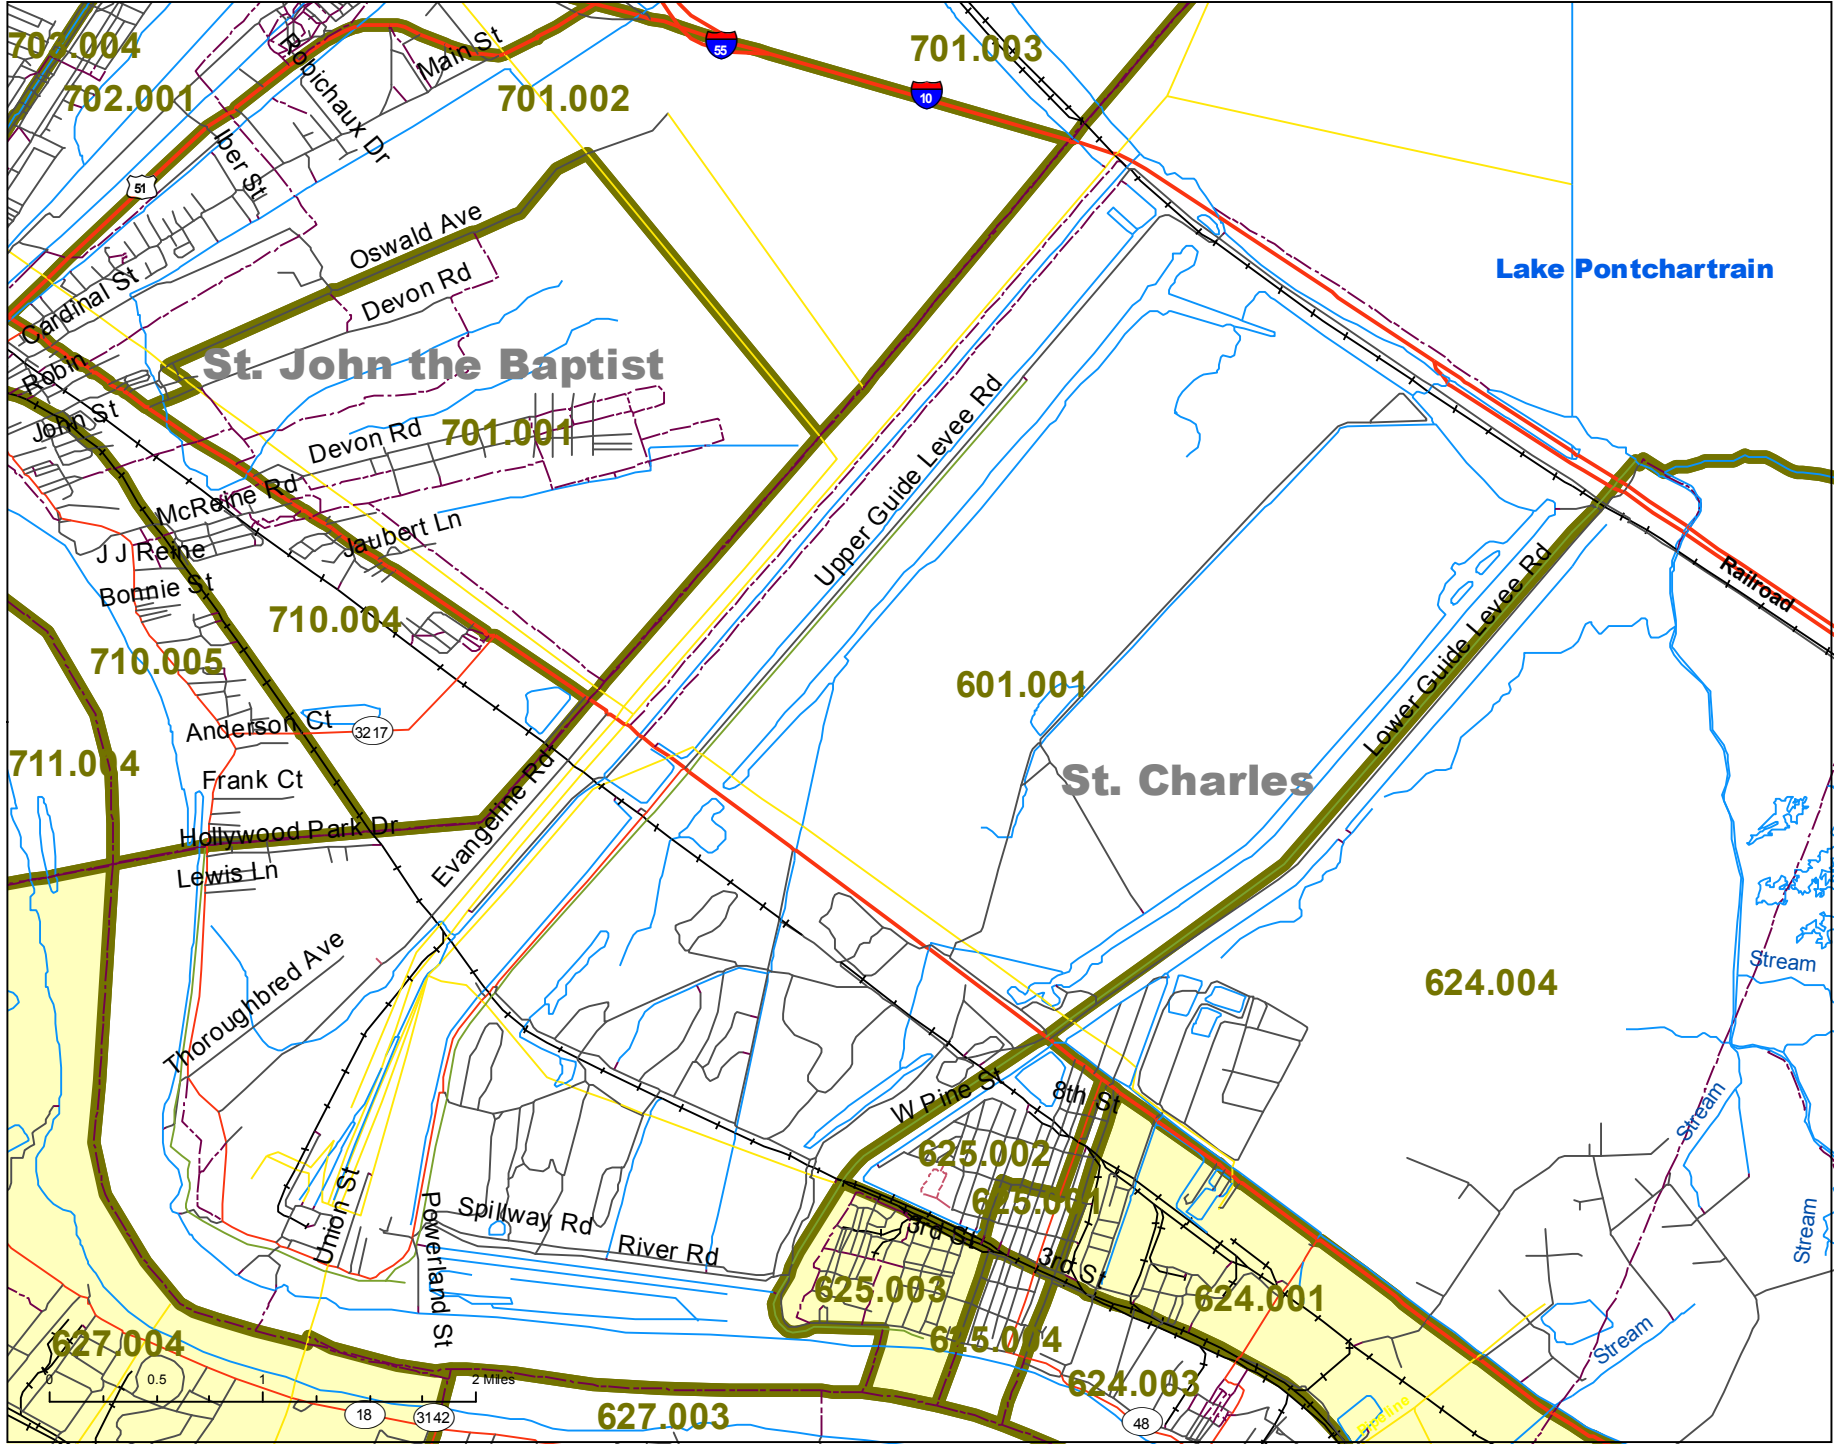 703.004
Robichaux Dr
Main St
55
701.003
702.001
701.002
10
Iber St
51
Oswald Ave
Lake Pontchartrain
Cardinal St
Devon Rd
St. John the Baptist
Robin
John St
Devon Rd
701.001
Upper Guide Levee Rd
McReine Rd
Jaubert Ln
J J Reine
Bonnie St
Railroad
710.004
Lower Guide Levee Rd
710.005
601.001
Anderson Ct
3217
711.004
Frank Ct
St. Charles
Evangeline Rd
Hollywood Park Dr
Lewis Ln
Thoroughbred Ave
Stream
624.004
W Pine St
8th St
Stream
625.002
625.001
Union St
Powerland St
Spillway Rd
River Rd
3rd St
3rd St
Stream
625.003
624.001
627.004
625.004
Stream
0 0.5 1 2 Miles
624.003
18
3142
627.003
48
Pipeline